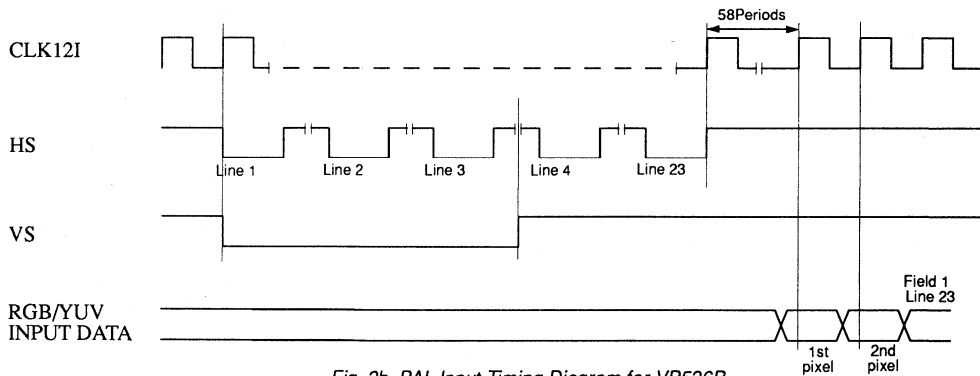 58Periods
CLK12I
HS
Line 1
Line 2
Line 3
Line 4
Line 23
VS
Field 1
Line 23
RGB/YUV
INPUT DATA
1st
pixel
2nd
pixel